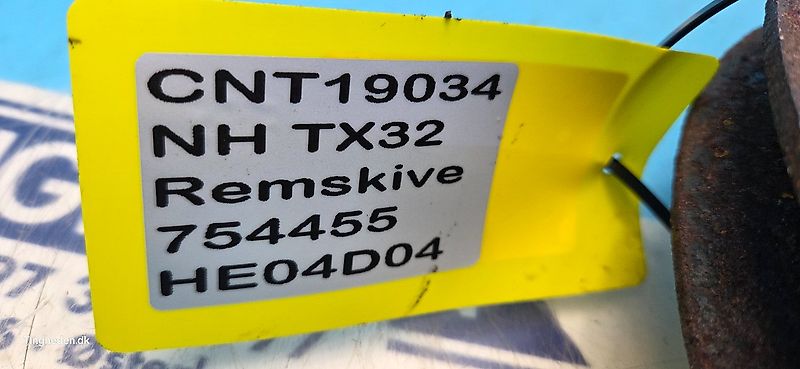 CNT19034
NH TX32
Remskive
754455
HE04D04